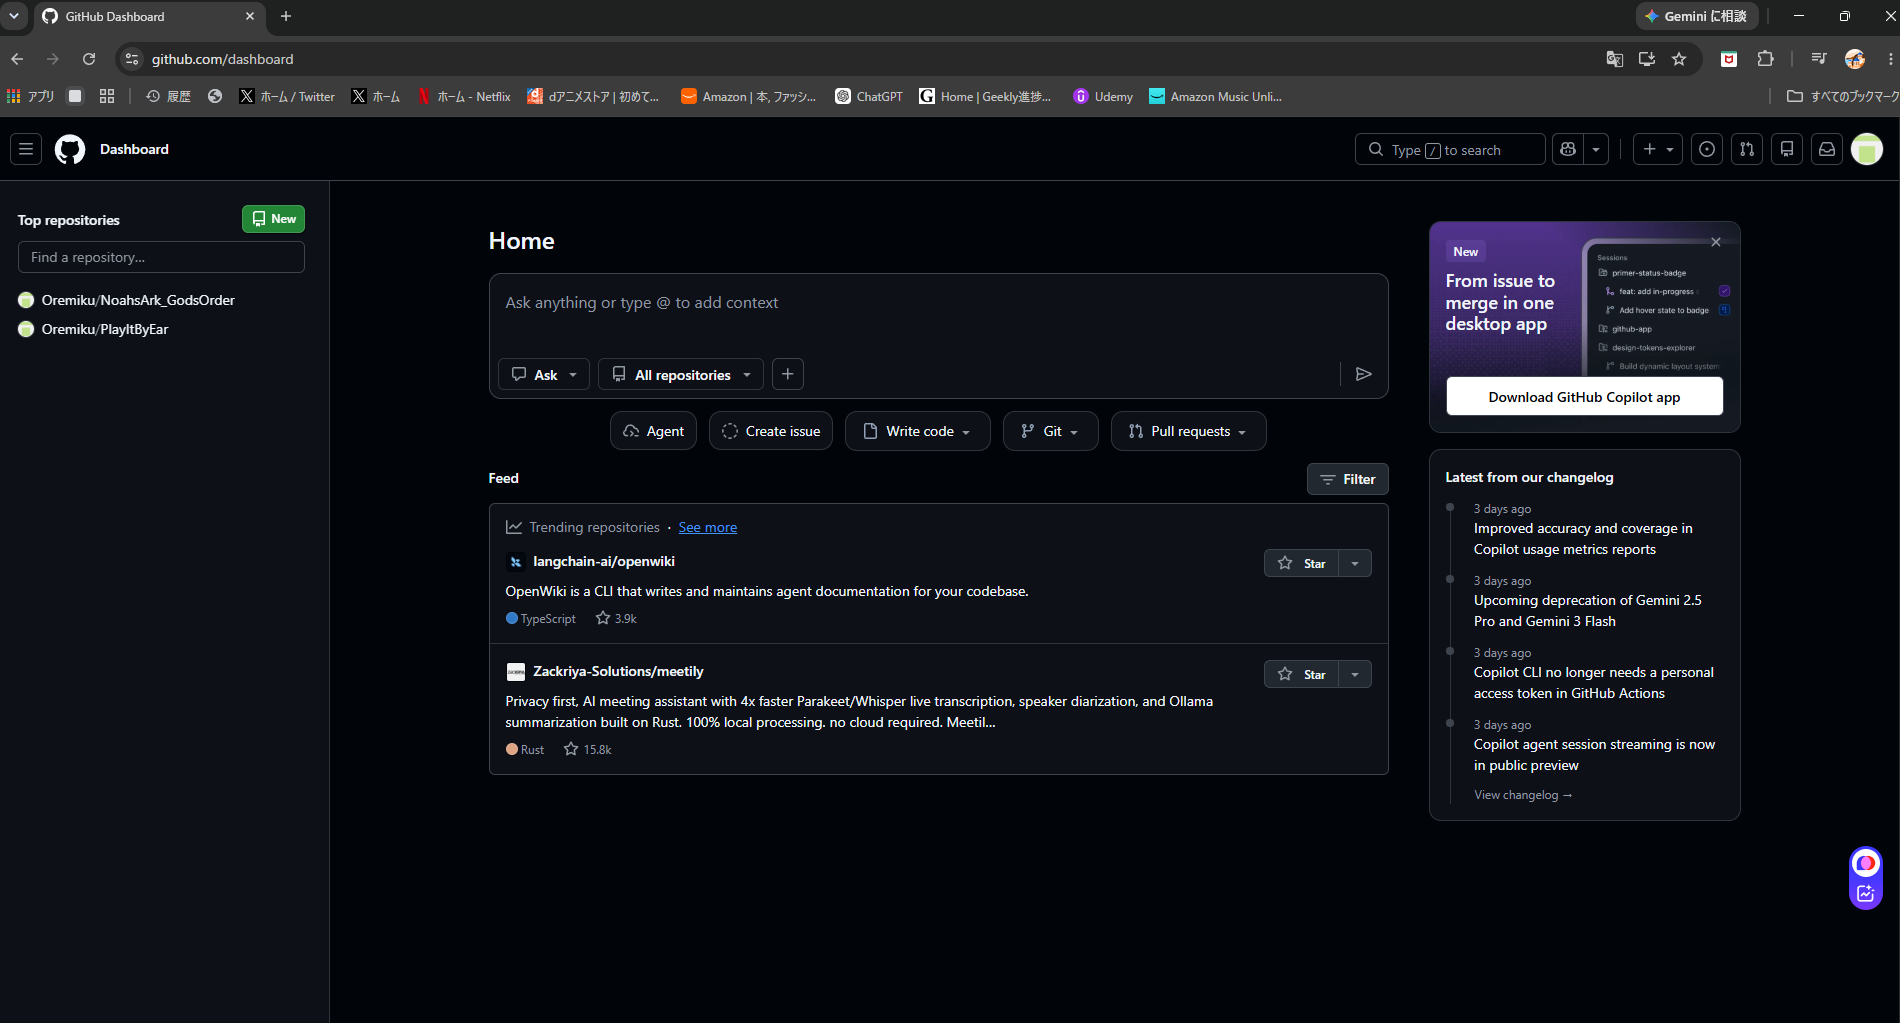 GitHub Dashboard
Gemini に相談
github.com/dashboard
アプリ
履歴
ホーム / Twitter
ホーム
ホーム - Netflix
dアニメストア | 初めて...
Amazon | 本, ファッシ...
ChatGPT
Home | Geekly進捗...
Udemy
Amazon Music Unli...
すべてのブックマーク
Dashboard
Type / to search
Top repositories
New
Find a repository...
Oremiku/NoahsArk_GodsOrder
Oremiku/PlayItByEar
Home
Ask anything or type @ to add context
Ask
All repositories
Agent
Create issue
Write code
Git
Pull requests
Feed
Filter
Trending repositories · See more
langchain-ai/openwiki
Star
OpenWiki is a CLI that writes and maintains agent documentation for your codebase.
TypeScript
3.9k
Zackriya-Solutions/meetily
Star
Privacy first, AI meeting assistant with 4x faster Parakeet/Whisper live transcription, speaker diarization, and Ollama
summarization built on Rust. 100% local processing. no cloud required. Meetil...
Rust
15.8k
New
From issue to
merge in one
desktop app
Sessions
primer-status-badge
feat: add in-progress
Add hover state to badge
github-app
design-tokens-explorer
Build dynamic layout system
Download GitHub Copilot app
Latest from our changelog
3 days ago
Improved accuracy and coverage in
Copilot usage metrics reports
3 days ago
Upcoming deprecation of Gemini 2.5
Pro and Gemini 3 Flash
3 days ago
Copilot CLI no longer needs a personal
access token in GitHub Actions
3 days ago
Copilot agent session streaming is now
in public preview
View changelog →